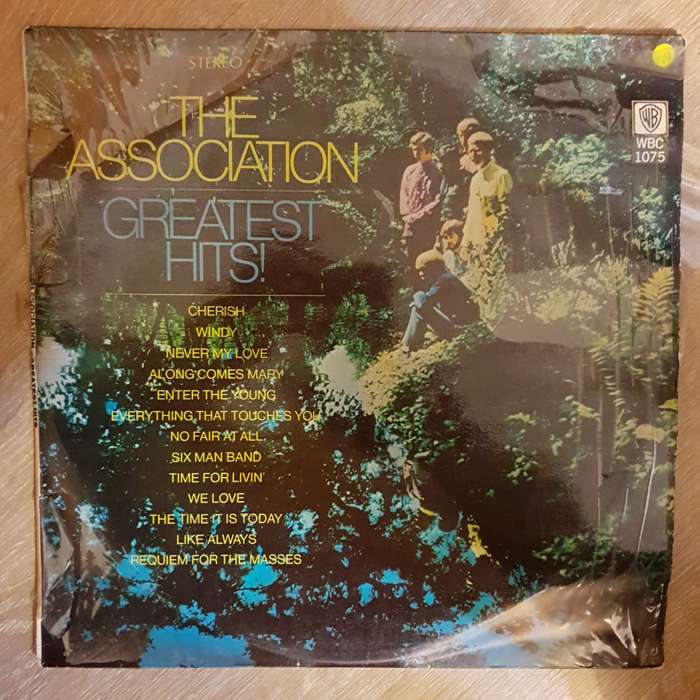 STEREO
THE
ASSOCIATION
GREATEST
HITS!
WB
WBC
1075
CHERISH
WINDY
NEVER MY LOVE
ALONG COMES MARY
ENTER THE YOUNG
EVERYTHING THAT TOUCHES YOU
NO FAIR AT ALL
SIX MAN BAND
TIME FOR LIVIN'
WE LOVE
THE TIME IT IS TODAY
LIKE ALWAYS
REQUIEM FOR THE MASSES